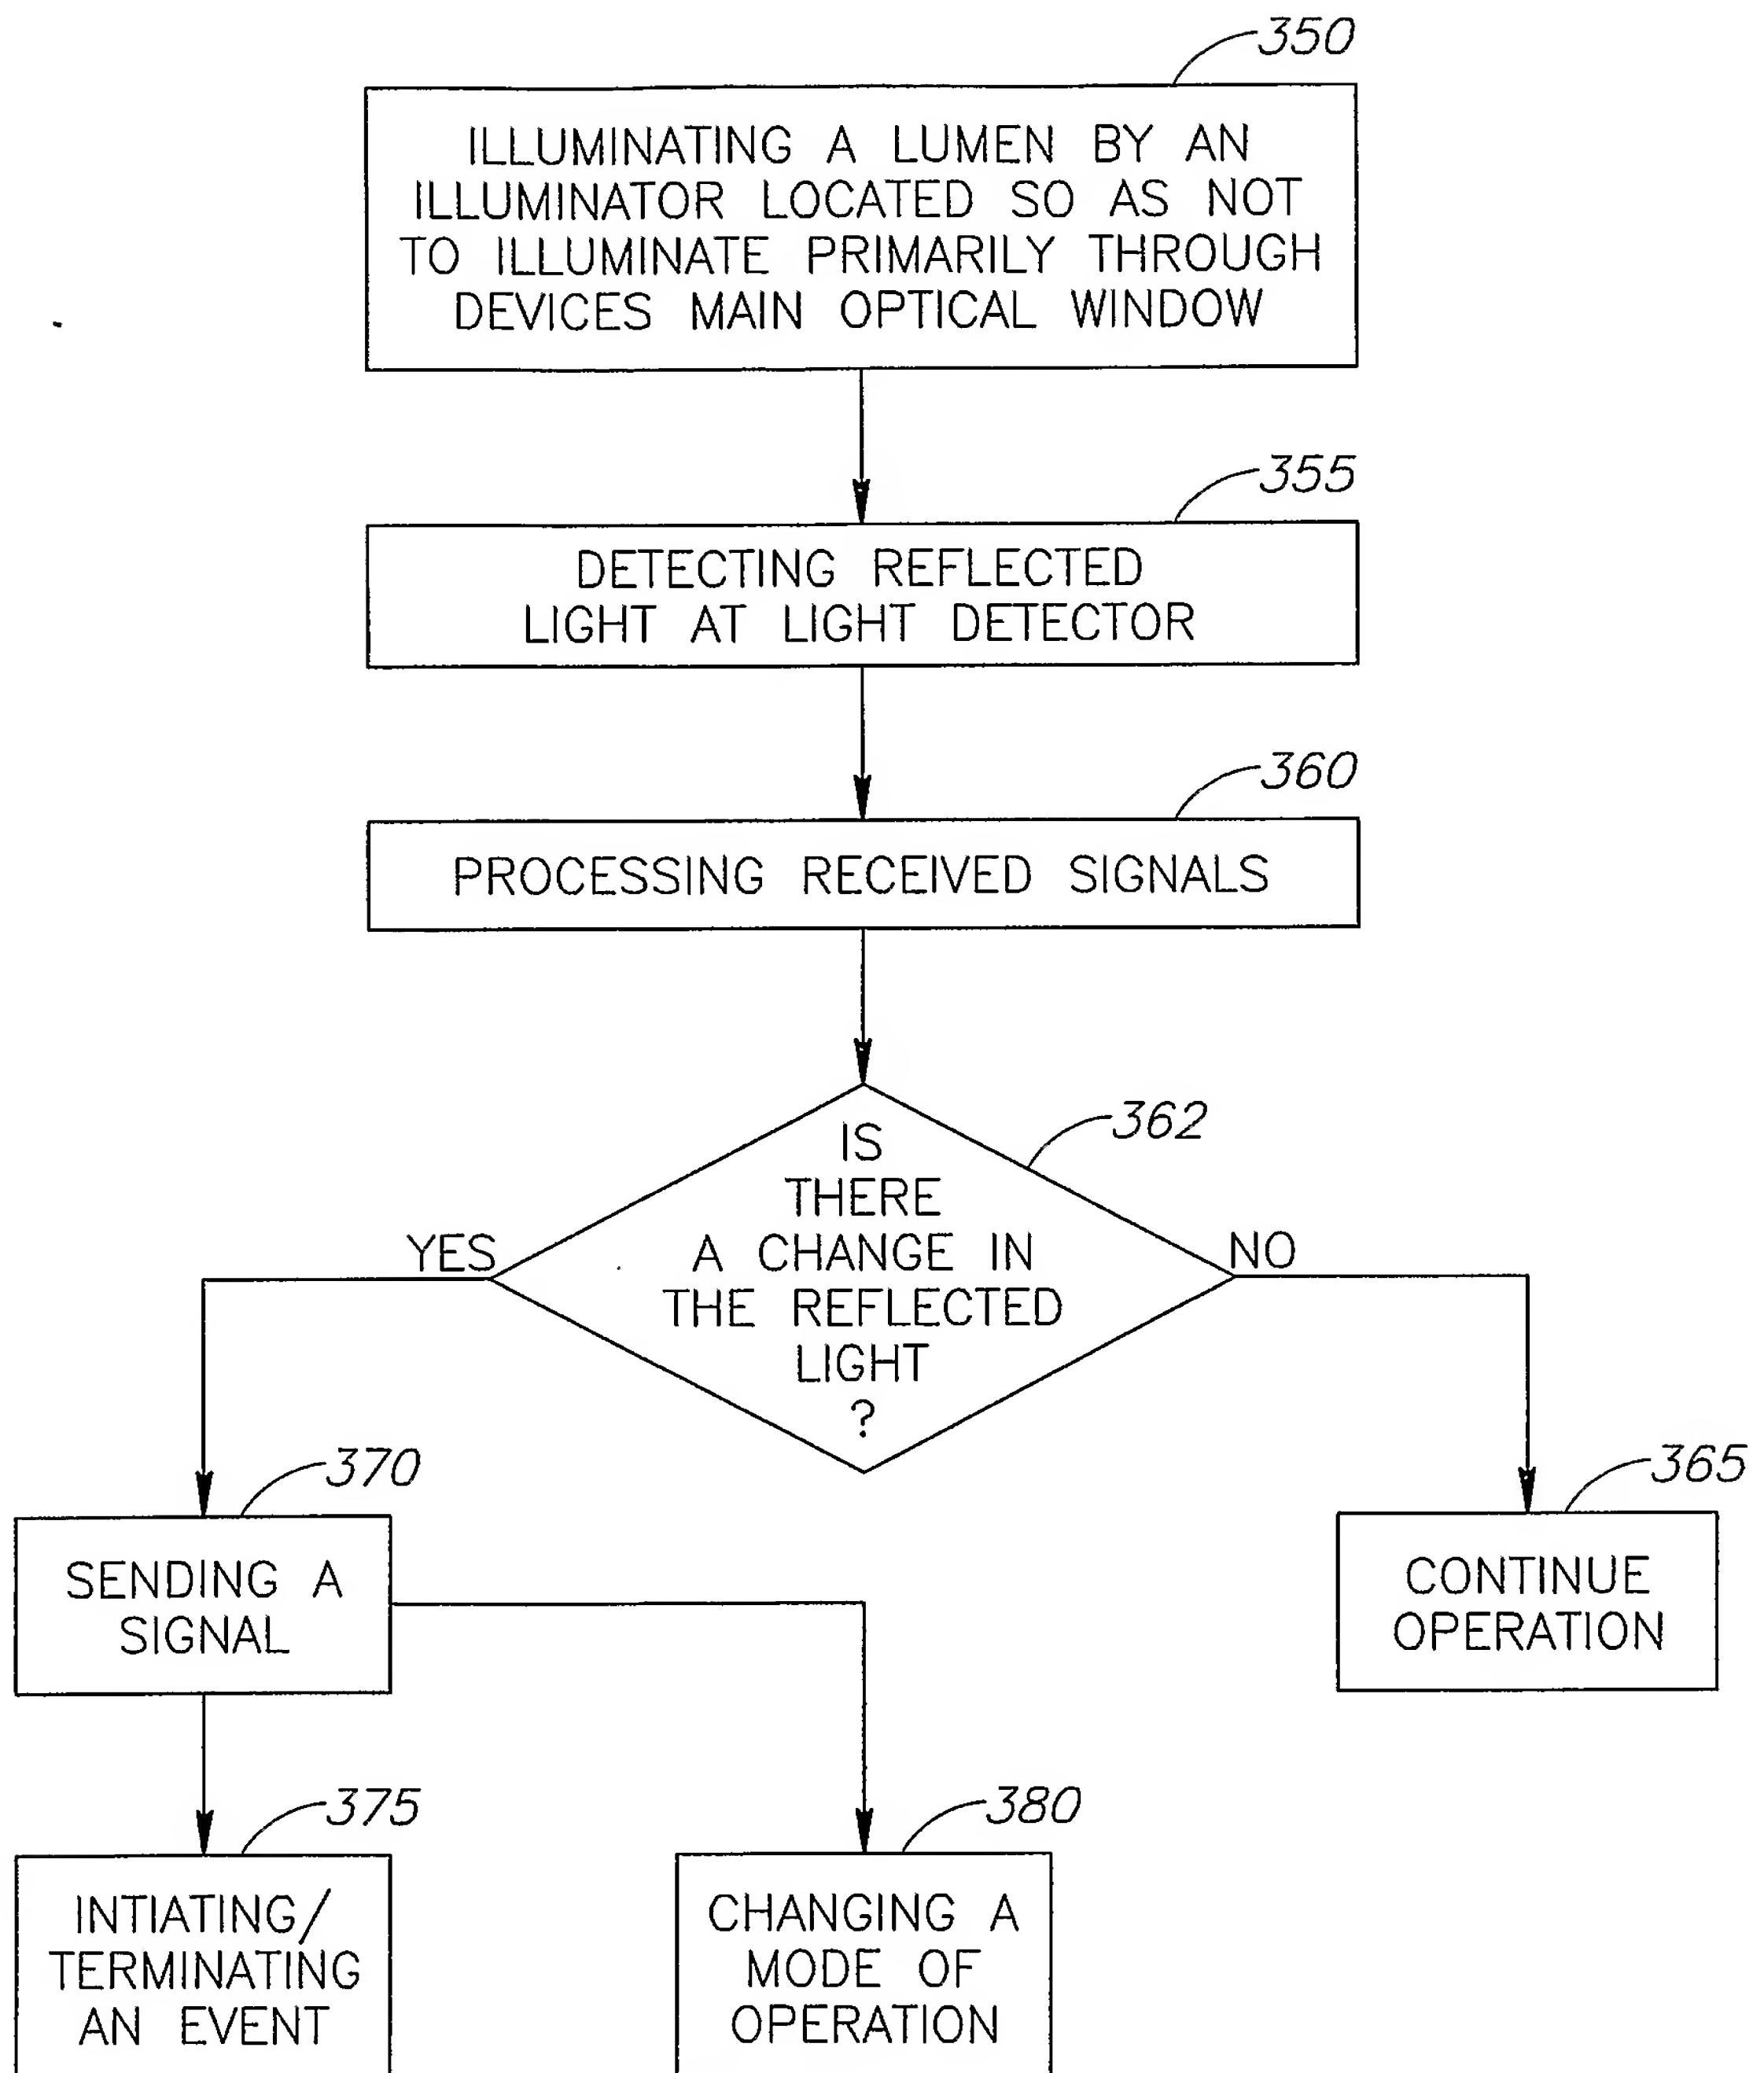 350
ILLUMINATING A LUMEN BY AN
ILLUMINATOR LOCATED SO AS NOT
TO ILLUMINATE PRIMARILY THROUGH
DEVICES MAIN OPTICAL WINDOW
355
DETECTING REFLECTED
LIGHT AT LIGHT DETECTOR
360
PROCESSING RECEIVED SIGNALS
362
IS
THERE
A CHANGE IN
THE REFLECTED
LIGHT
?
YES
NO
370
SENDING A
SIGNAL
365
CONTINUE
OPERATION
375
INTIATING/
TERMINATING
AN EVENT
380
CHANGING A
MODE OF
OPERATION